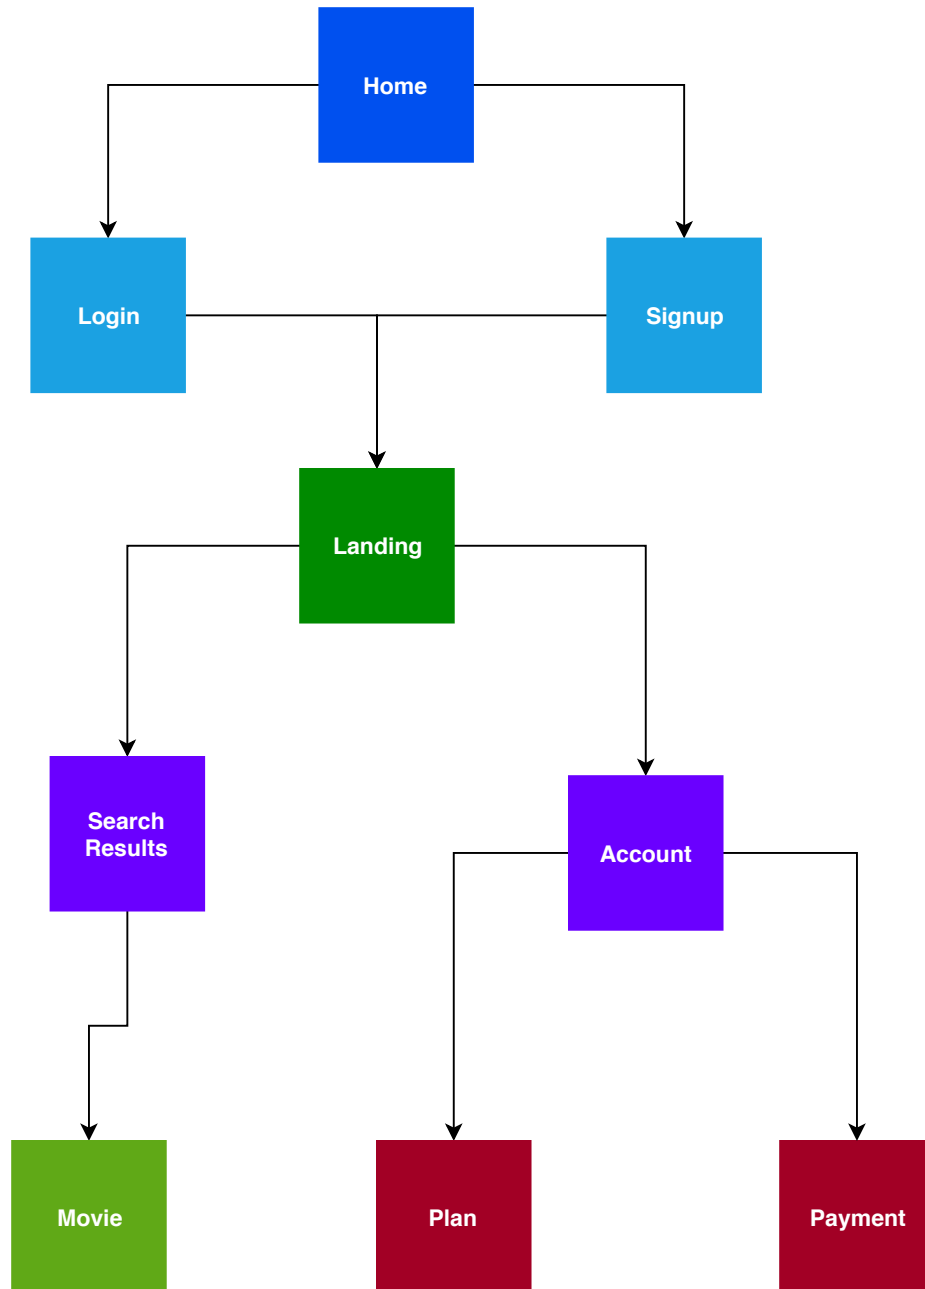 Home
Login
Signup
Landing
Search
Results
Account
Movie
Plan
Payment